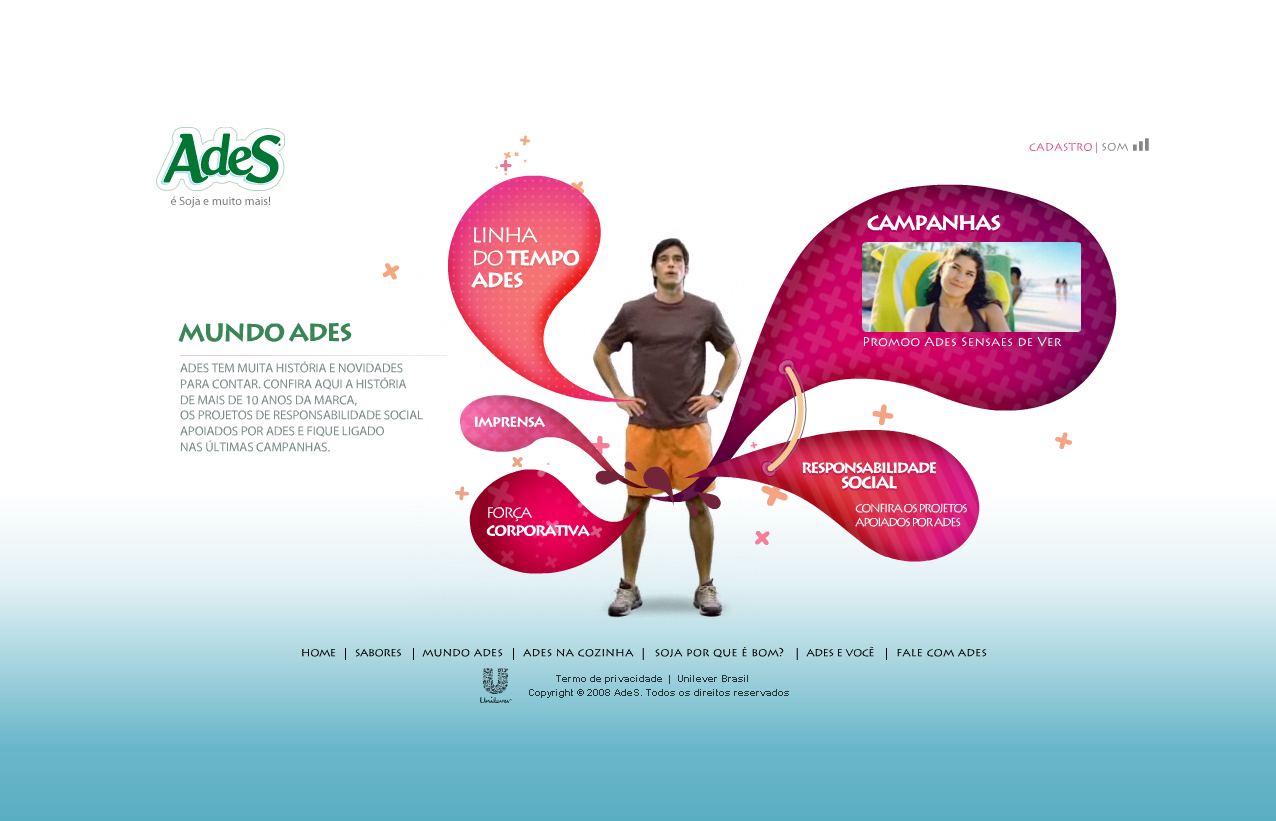 AdeS
é Soja e muito mais!
CADASTRO | SOM
LINHA
DO TEMPO
ADES
CAMPANHAS
Promoo Ades Sensaes de Ver
MUNDO ADES
ADES TEM MUITA HISTÓRIA E NOVIDADES
PARA CONTAR. CONFIRA AQUI A HISTÓRIA
DE MAIS DE 10 ANOS DA MARCA,
OS PROJETOS DE RESPONSABILIDADE SOCIAL
APOIADOS POR ADES E FIQUE LIGADO
NAS ÚLTIMAS CAMPANHAS.
IMPRENSA
RESPONSABILIDADE
SOCIAL
CONFIRA OS PROJETOS
APOIADOS POR ADES
FORÇA
CORPORATIVA
HOME | SABORES | MUNDO ADES | ADES NA COZINHA | SOJA POR QUE É BOM? | ADES E VOCÊ | FALE COM ADES
Termo de privacidade | Unilever Brasil
Copyright © 2008 AdeS. Todos os direitos reservados
Unilever